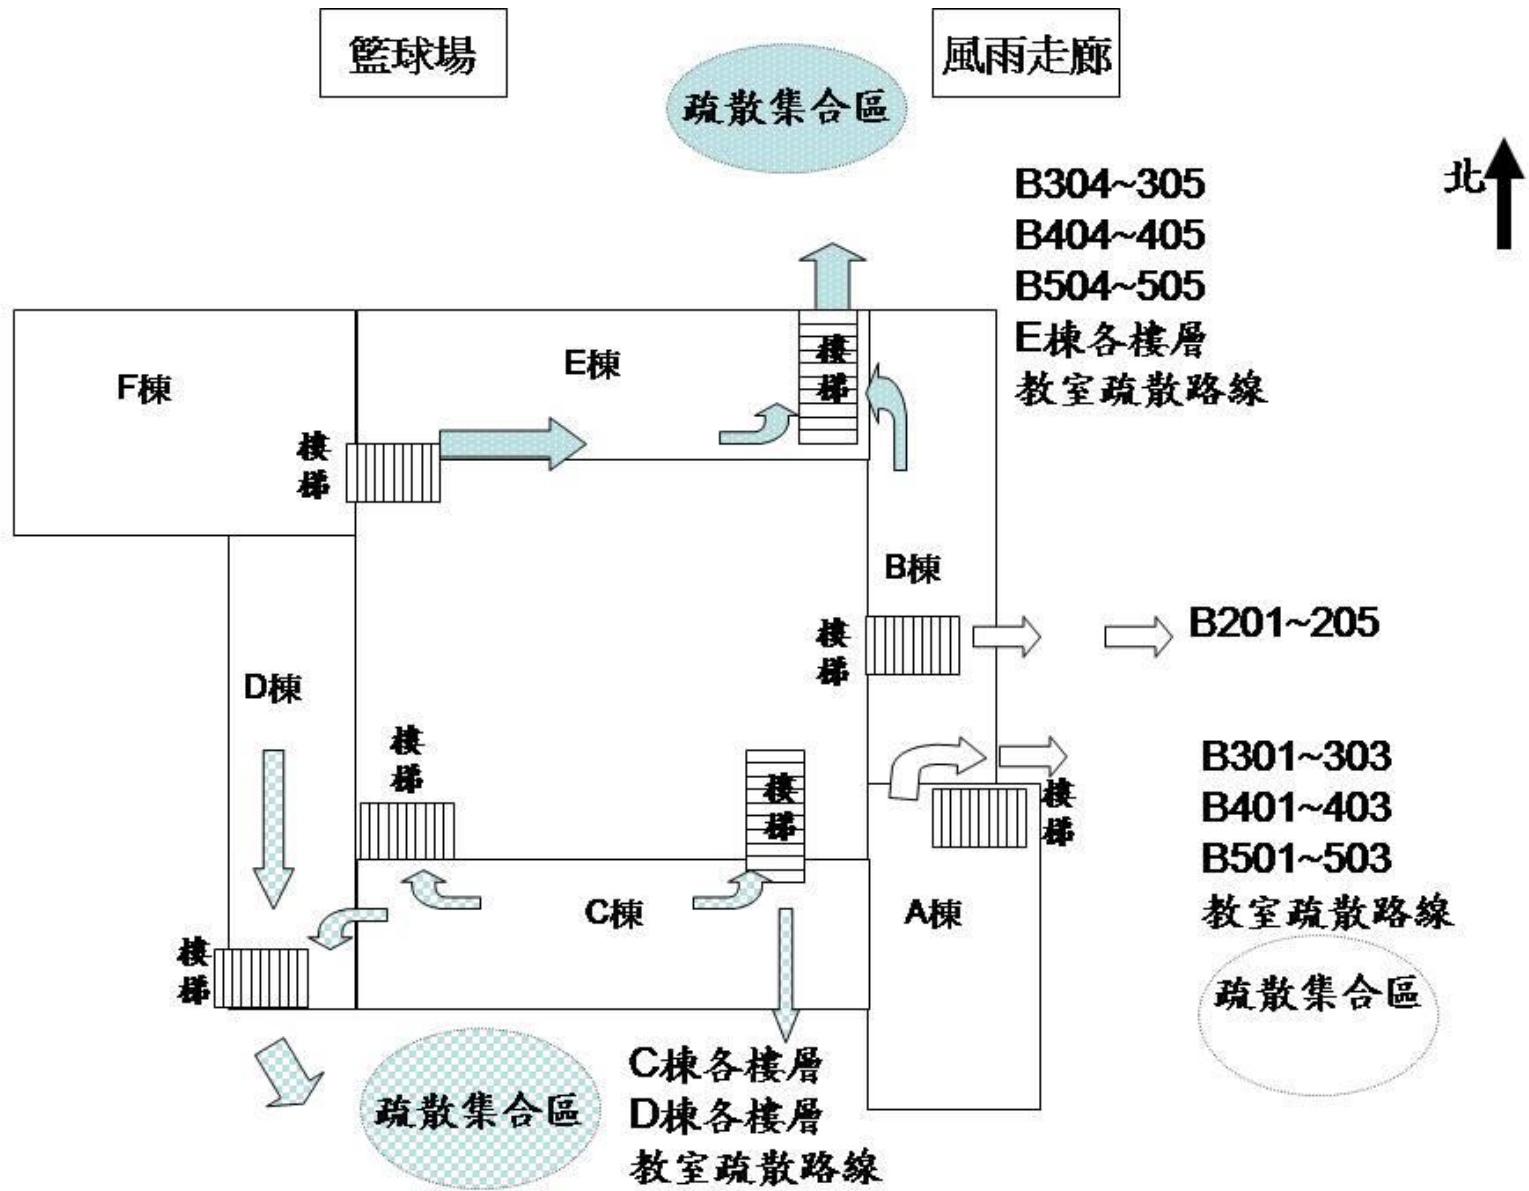 籃球場
風雨走廊
疏散集合區
北
B304~305
B404~405
B504~505
E棟各樓層
教室疏散路線
樓梯
E棟
F棟
樓梯
B棟
樓梯
B201~205
D棟
樓梯
樓梯
B301~303
B401~403
B501~503
教室疏散路線
樓梯
C棟
A棟
樓梯
疏散集合區
C棟各樓層
D棟各樓層
教室疏散路線
疏散集合區